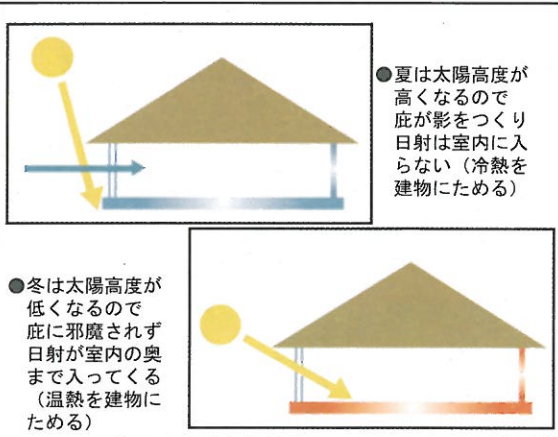 ●夏は太陽高度が
高くなるので
庇が影をつくり
日射は室内に入
らない（冷熱を
建物にためる）
●冬は太陽高度が
低くなるので
庇に邪魔されず
日射が室内の奥
まで入ってくる
（温熱を建物に
ためる）